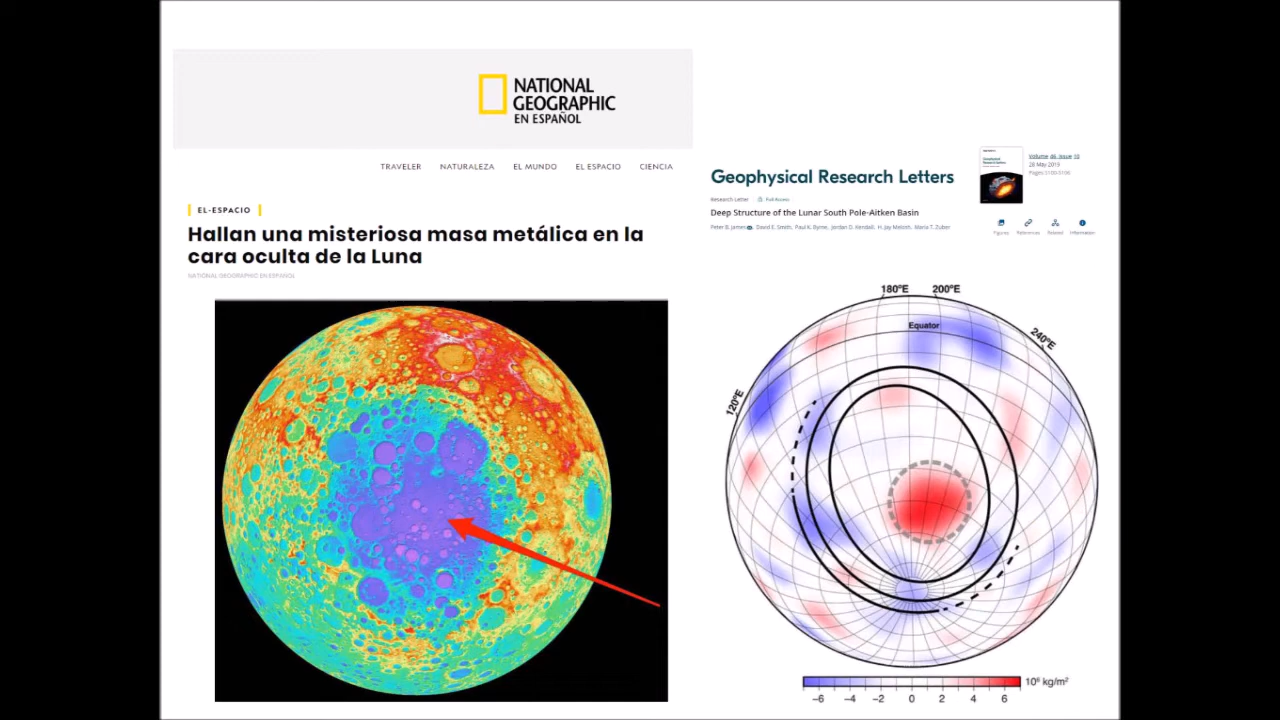 NATIONAL
GEOGRAPHIC
EN ESPAÑOL
TRAVELER NATURALEZA EL MUNDO EL ESPACIO CIENCIA
EL-ESPACIO
Hallan una misteriosa masa metálica en la
cara oculta de la Luna
NATIONAL GEOGRAPHIC EN ESPAÑOL
Volume 46, Issue 10
28 May 2019
Pages 5100-5106
Geophysical Research Letters
Research Letter Full Access
Deep Structure of the Lunar South Pole-Aitken Basin
Peter B. James, David E. Smith, Paul K. Byrne, Jordan D. Kendall, H. Jay Melosh, Maria T. Zuber
Figures References Related Information
180°E 200°E
Equator
240°E
120°E
10⁶ kg/m²
-6 -4 -2 0 2 4 6